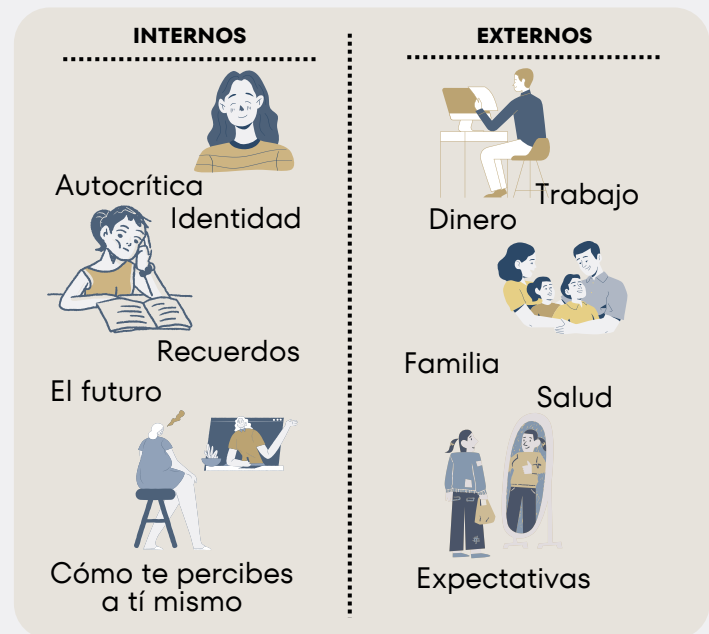 INTERNOS
Autocrítica
Identidad
Recuerdos
El futuro
Cómo te percibes
a tí mismo
EXTERNOS
Trabajo
Dinero
Familia
Salud
Expectativas